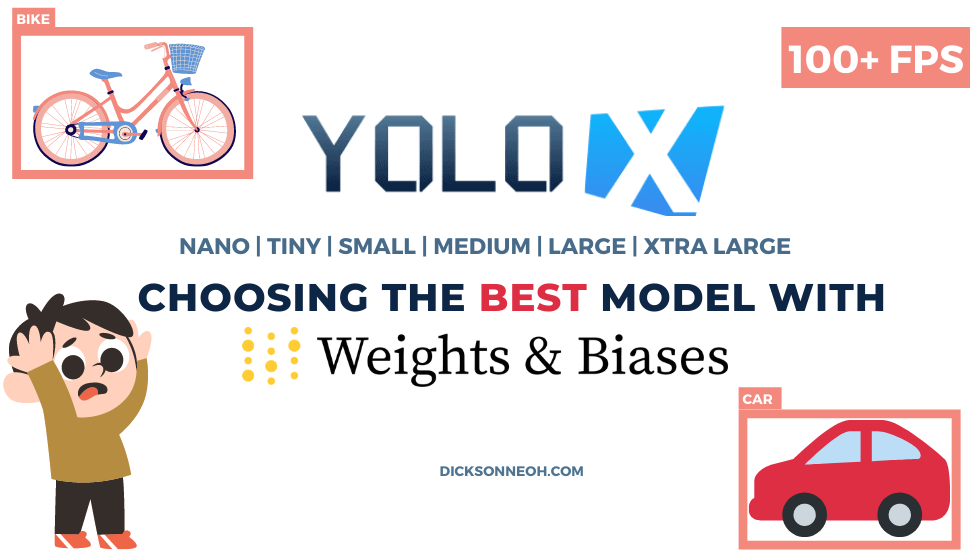 BIKE
100+ FPS
YOLOX
NANO | TINY | SMALL | MEDIUM | LARGE | XTRA LARGE
CHOOSING THE BEST MODEL WITH
Weights & Biases
CAR
DICKSONNEOH.COM